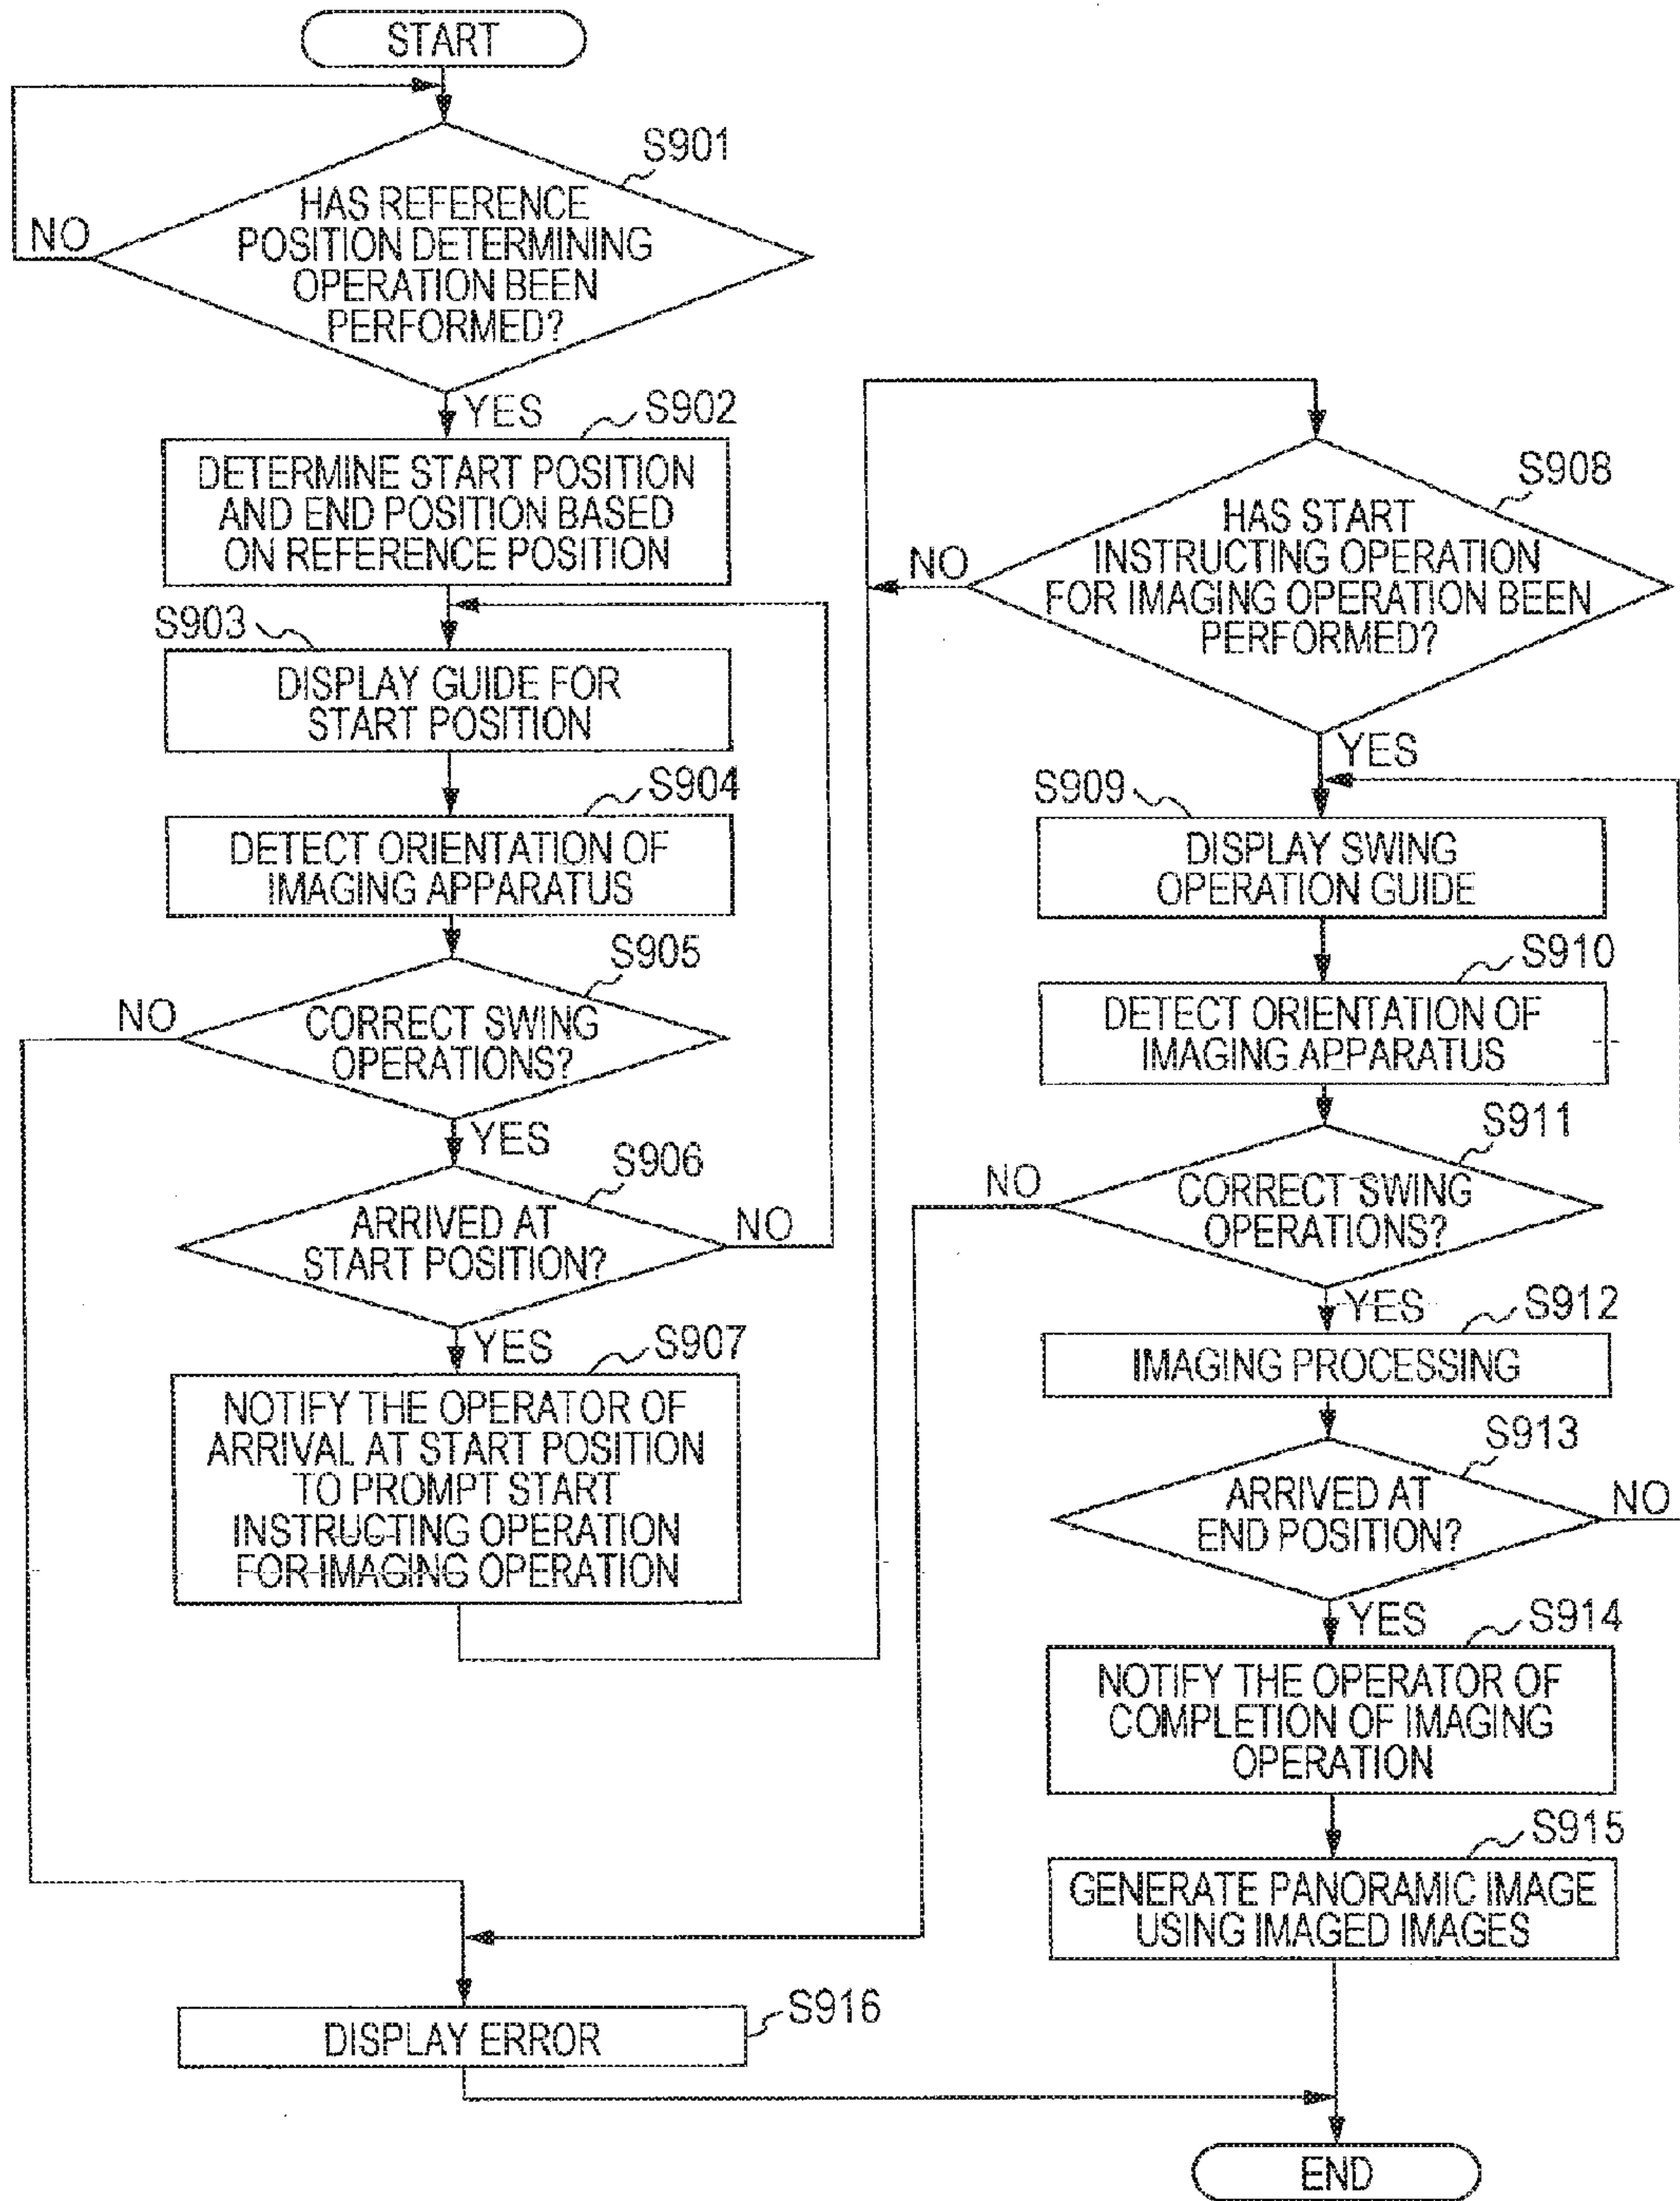 START
S901
HAS REFERENCE
POSITION DETERMINING
OPERATION BEEN
PERFORMED?
NO
YES
S902
DETERMINE START POSITION
AND END POSITION BASED
ON REFERENCE POSITION
S903
DISPLAY GUIDE FOR
START POSITION
S904
DETECT ORIENTATION OF
IMAGING APPARATUS
S905
NO
CORRECT SWING
OPERATIONS?
YES
S906
ARRIVED AT
START POSITION?
NO
YES
S907
NOTIFY THE OPERATOR OF
ARRIVAL AT START POSITION
TO PROMPT START
INSTRUCTING OPERATION
FOR IMAGING OPERATION
S908
HAS START
INSTRUCTING OPERATION
FOR IMAGING OPERATION BEEN
PERFORMED?
NO
YES
S909
DISPLAY SWING
OPERATION GUIDE
S910
DETECT ORIENTATION OF
IMAGING APPARATUS
S911
NO
CORRECT SWING
OPERATIONS?
YES
S912
IMAGING PROCESSING
S913
ARRIVED AT
END POSITION?
NO
YES
S914
NOTIFY THE OPERATOR OF
COMPLETION OF IMAGING
OPERATION
S915
GENERATE PANORAMIC IMAGE
USING IMAGED IMAGES
S916
DISPLAY ERROR
END